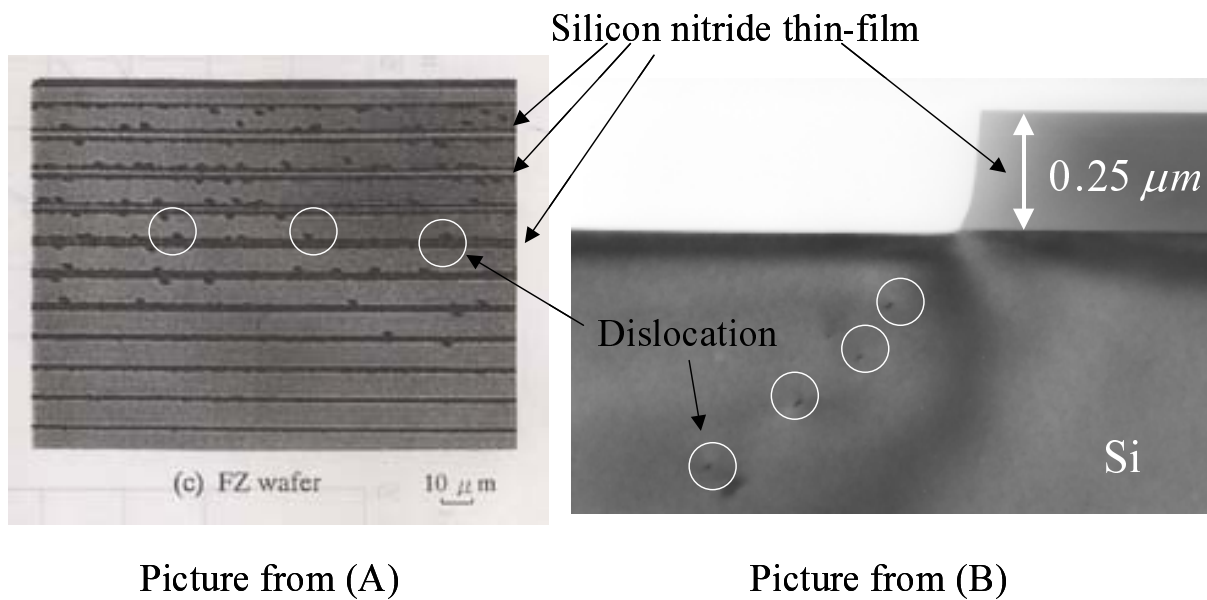 Silicon nitride thin-film
0.25 μm
Dislocation
Si
(c) FZ wafer
10 μm
Picture from (A)
Picture from (B)